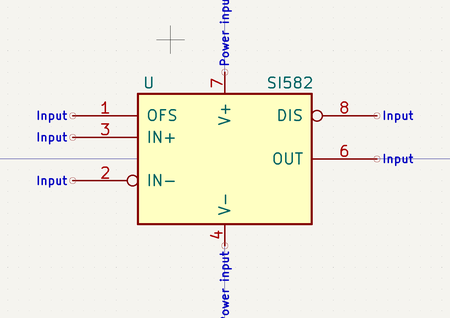 Power input
7
U SI582
Input 1 OFS V+ DIS 8 Input
Input 3 IN+
OUT 6 Input
Input 2 IN-
V-
4
Power input